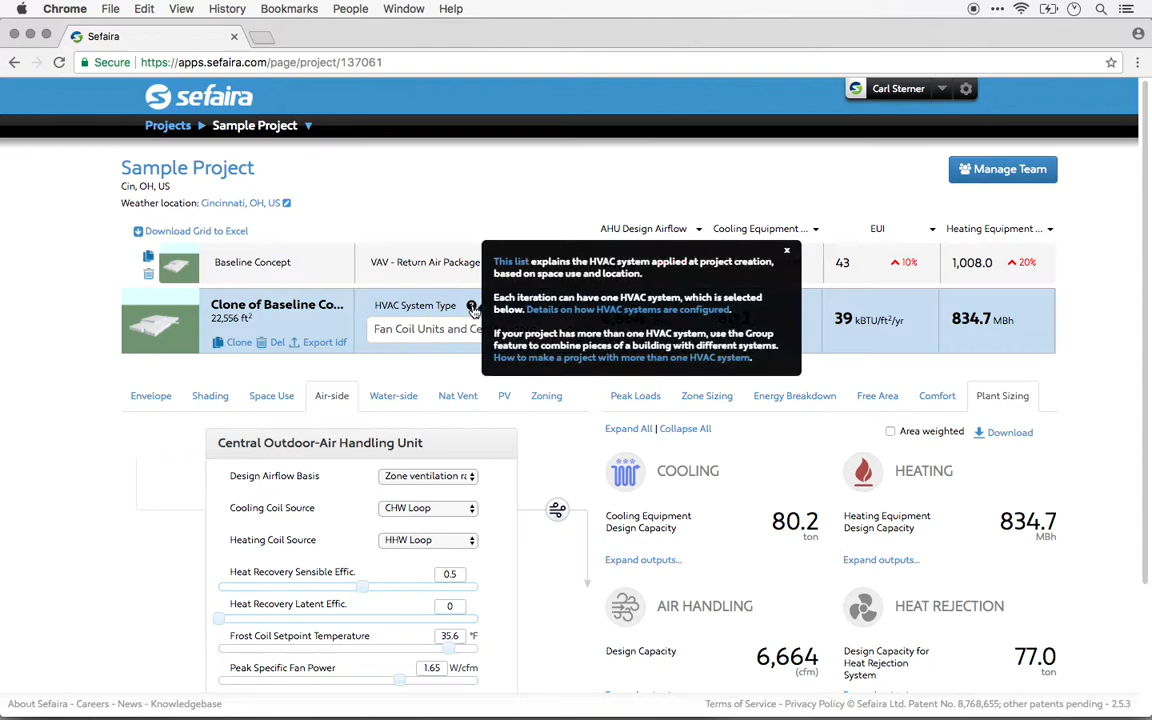 Chrome File Edit View History Bookmarks People Window Help
Sefaira
Secure https://apps.sefaira.com/page/project/137061
sefaira
Carl Sterner
Projects Sample Project
Sample Project
Manage Team
Cin, OH, US
Weather location: Cincinnati, OH, US
Download Grid to Excel
AHU Design Airflow Cooling Equipment ... EUI Heating Equipment ...
Baseline Concept VAV - Return Air Package 43 10% 1,008.0 20%
Clone of Baseline Co... HVAC System Type
22,556 ft²
Fan Coil Units and Ce
39 kBTU/ft²/yr 834.7 MBh
Clone Del Export Idf
x
This list explains the HVAC system applied at project creation,
based on space use and location.
Each iteration can have one HVAC system, which is selected
below. Details on how HVAC systems are configured.
If your project has more than one HVAC system, use the Group
feature to combine pieces of a building with different systems.
How to make a project with more than one HVAC system.
Envelope Shading Space Use Air-side Water-side Nat Vent PV Zoning
Peak Loads Zone Sizing Energy Breakdown Free Area Comfort Plant Sizing
Expand All | Collapse All
Area weighted Download
Central Outdoor-Air Handling Unit
Design Airflow Basis Zone ventilation ra
Cooling Coil Source CHW Loop
Heating Coil Source HHW Loop
Heat Recovery Sensible Effic. 0.5
Heat Recovery Latent Effic. 0
Frost Coil Setpoint Temperature 35.6 °F
Peak Specific Fan Power 1.65 W/cfm
COOLING
Cooling Equipment
Design Capacity
80.2
ton
Expand outputs...
HEATING
Heating Equipment
Design Capacity
834.7
MBh
Expand outputs...
AIR HANDLING
Design Capacity
6,664
(cfm)
HEAT REJECTION
Design Capacity for
Heat Rejection
System
77.0
ton
About Sefaira - Careers - News - Knowledgebase
Terms of Service - Privacy Policy © Sefaira Ltd. Patent No. 8,768,655; other patents pending - 2.5.3